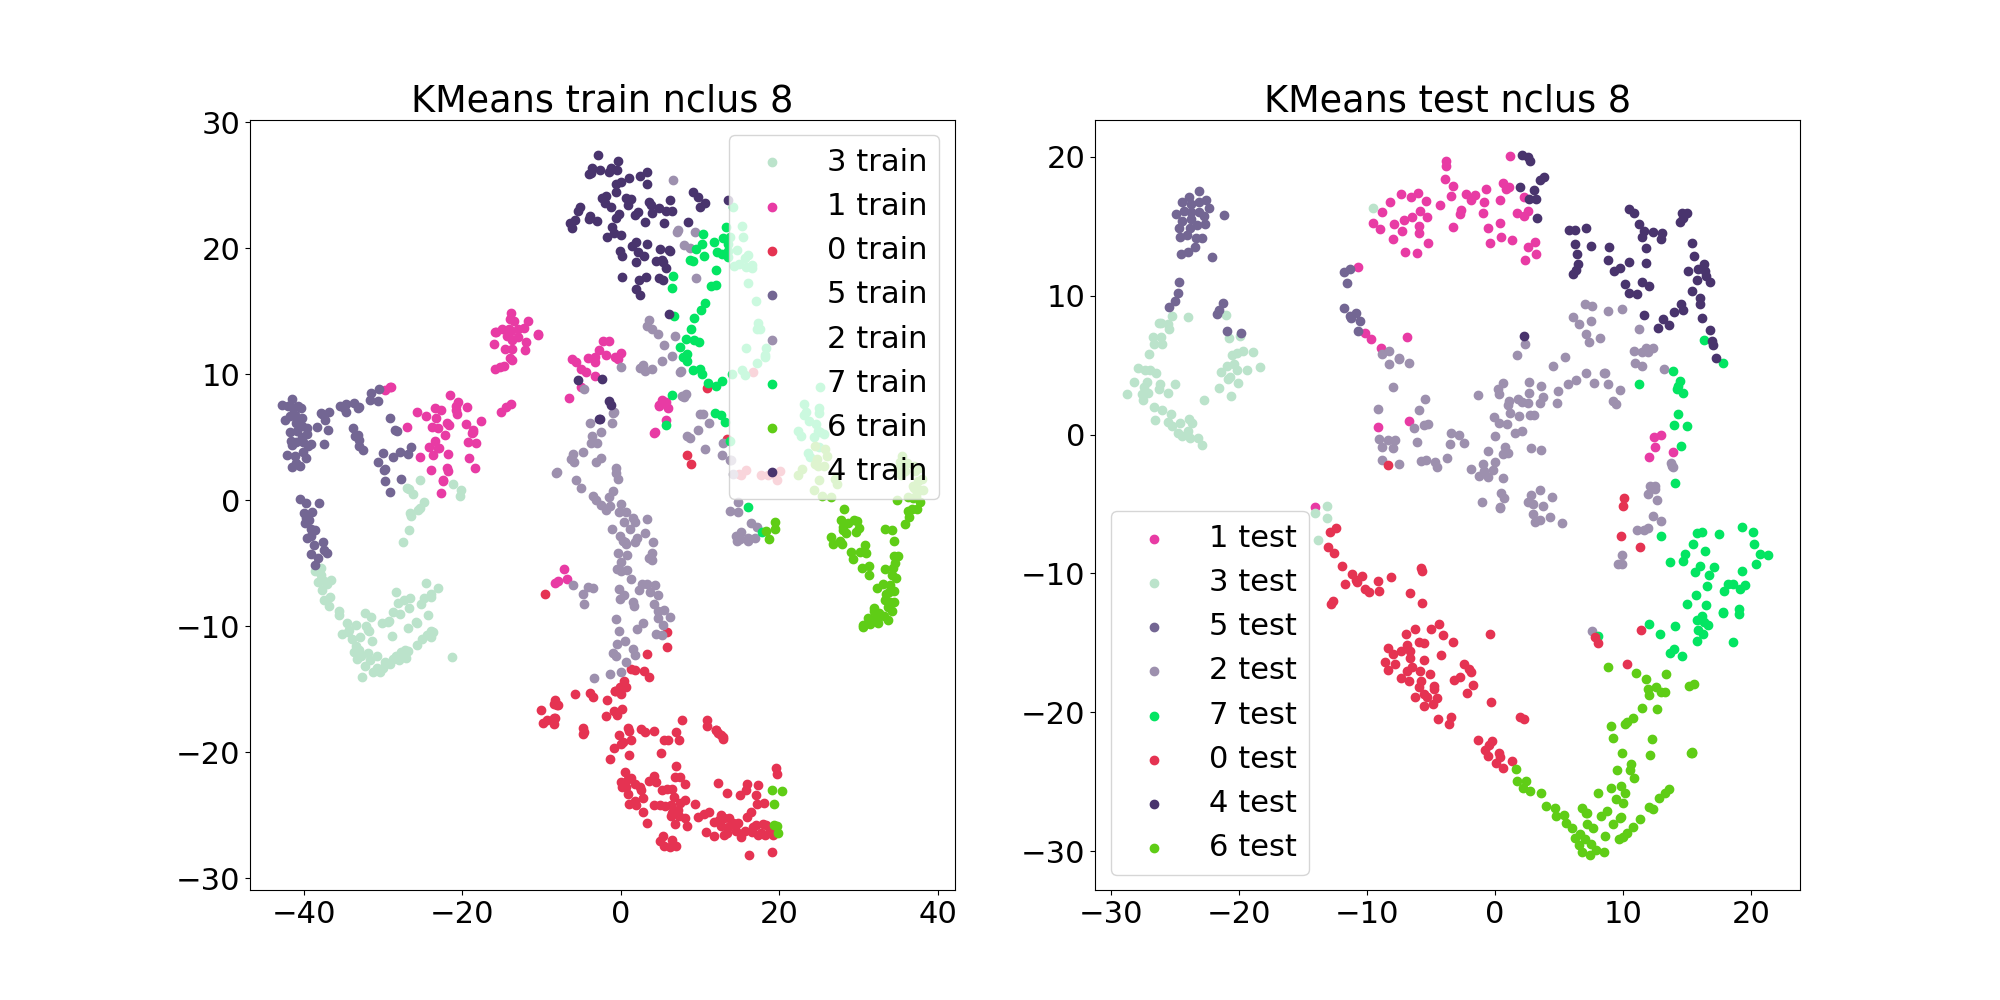 KMeans train nclus 8
30
20
10
0
−10
−20
−30
−40
−20
0
20
40
3 train
1 train
0 train
5 train
2 train
7 train
6 train
4 train
KMeans test nclus 8
20
10
0
−10
−20
−30
−30
−20
−10
0
10
20
1 test
3 test
5 test
2 test
7 test
0 test
4 test
6 test